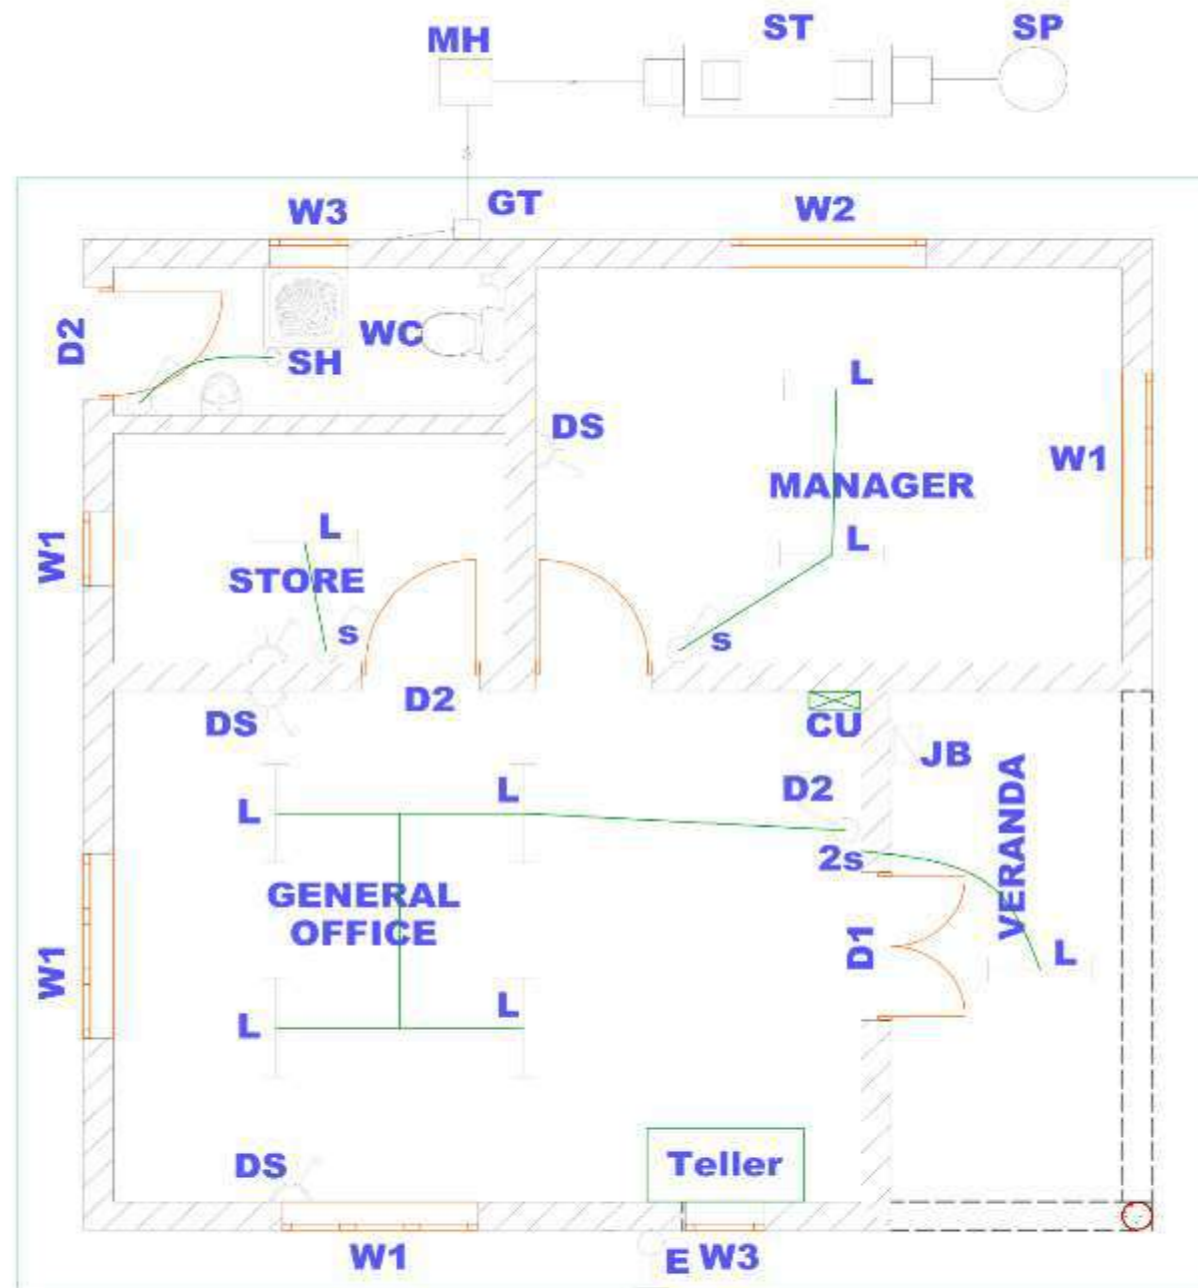 MH
ST
SP
W3
GT
W2
D2
WC
SH
L
DS
W1
MANAGER
L
L
W1
STORE
s
s
D2
DS
CU
JB
D2
VERANDA
L
L
2s
GENERAL
OFFICE
W1
D1
L
L
L
Teller
DS
W1
E
W3